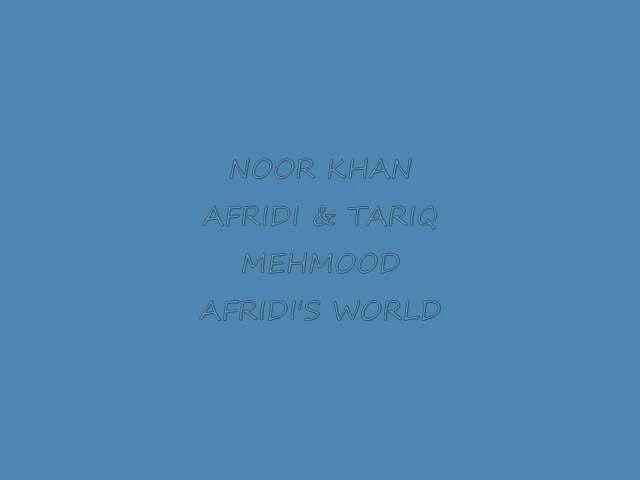 NOOR KHAN
AFRIDI & TARIQ
MEHMOOD
AFRIDI'S WORLD